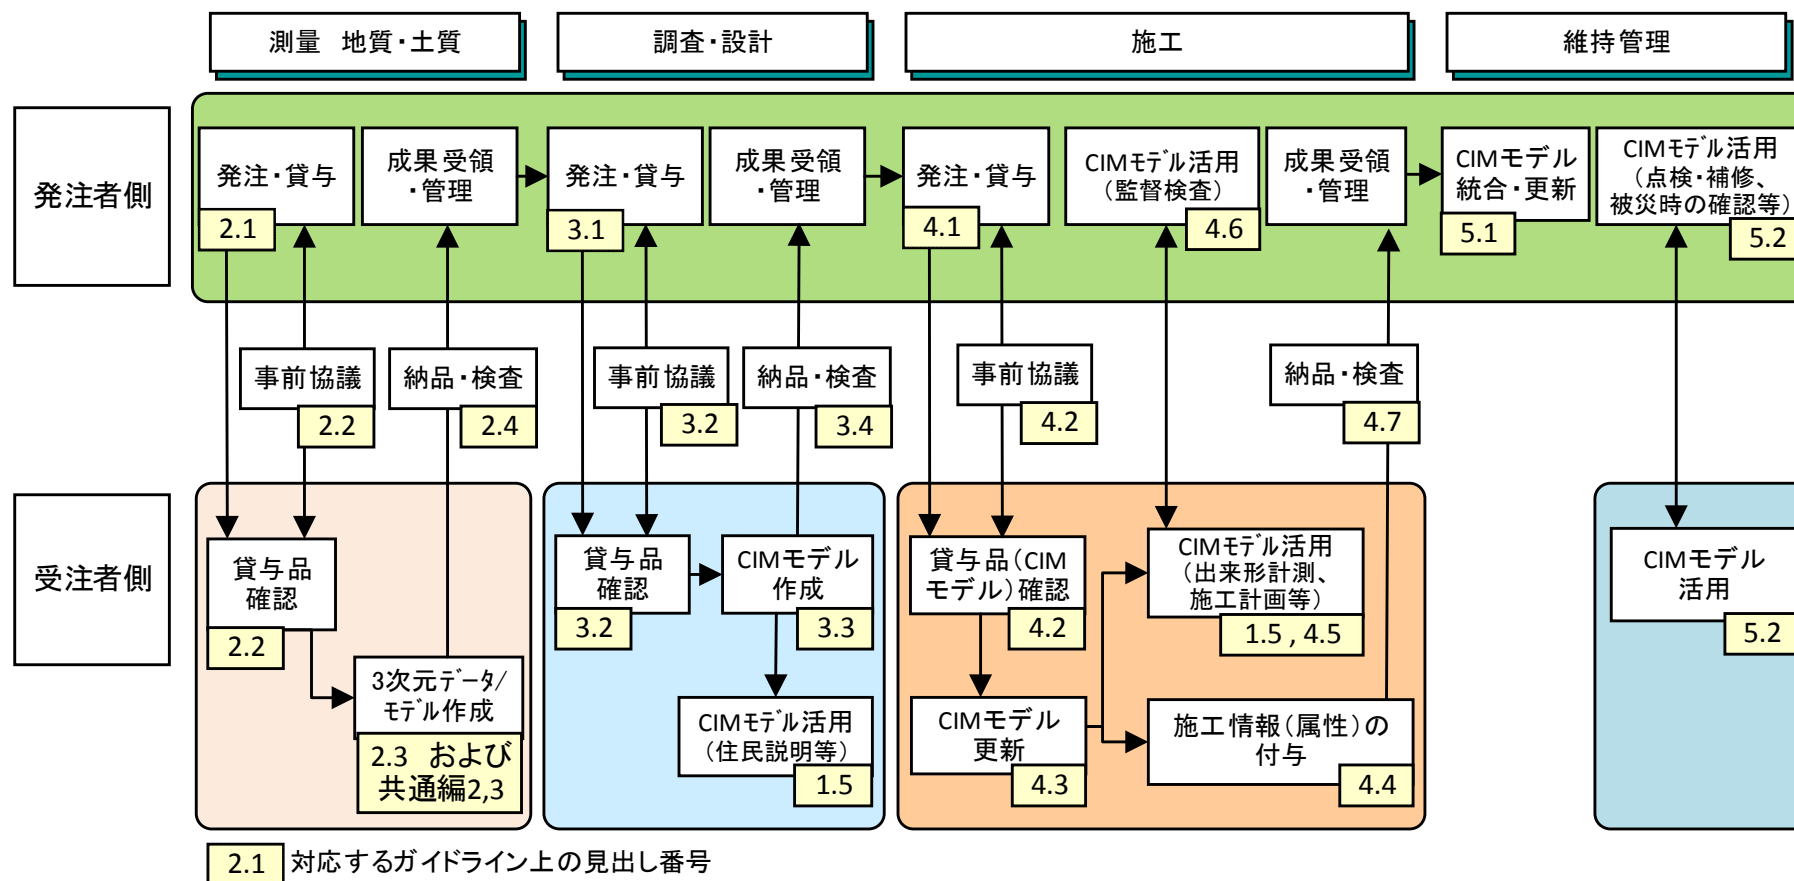 測量　地質・土質
調査・設計
施工
維持管理
発注者側
発注・貸与
2.1
成果受領
・管理
発注・貸与
3.1
成果受領
・管理
発注・貸与
4.1
CIMモデル活用
（監督検査）
4.6
成果受領
・管理
CIMモデル
統合・更新
5.1
CIMモデル活用
（点検・補修、
被災時の確認等）
5.2
事前協議
2.2
納品・検査
2.4
事前協議
3.2
納品・検査
3.4
事前協議
4.2
納品・検査
4.7
受注者側
貸与品
確認
2.2
3次元データ/
モデル作成
2.3　および
共通編2,3
貸与品
確認
3.2
CIMモデル
作成
3.3
CIMモデル活用
（住民説明等）
1.5
貸与品（CIM
モデル）確認
4.2
CIMモデル
更新
4.3
CIMモデル活用
（出来形計測、
施工計画等）
1.5 , 4.5
施工情報（属性）の
付与
4.4
CIMモデル
活用
5.2
2.1 対応するガイドライン上の見出し番号